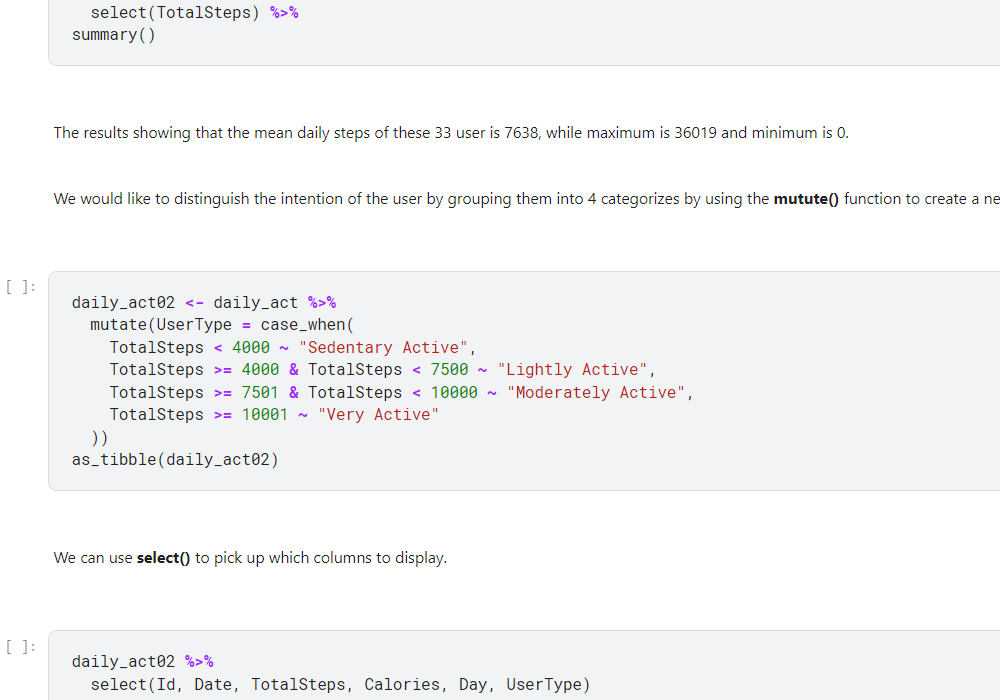 select(TotalSteps) %>%
summary()
The results showing that the mean daily steps of these 33 user is 7638, while maximum is 36019 and minimum is 0.
We would like to distinguish the intention of the user by grouping them into 4 categorizes by using the mutute() function to create a ne
[ ]:
daily_act02 <- daily_act %>%
mutate(UserType = case_when(
TotalSteps < 4000 ~ "Sedentary Active",
TotalSteps >= 4000 & TotalSteps < 7500 ~ "Lightly Active",
TotalSteps >= 7501 & TotalSteps < 10000 ~ "Moderately Active",
TotalSteps >= 10001 ~ "Very Active"
))
as_tibble(daily_act02)
We can use select() to pick up which columns to display.
[ ]:
daily_act02 %>%
select(Id, Date, TotalSteps, Calories, Day, UserType)